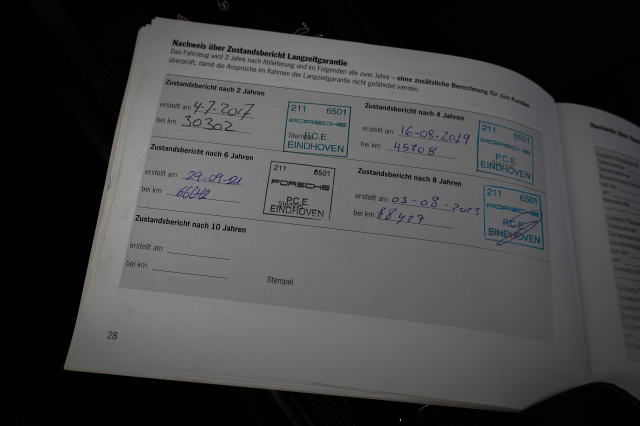 Nachweis über Zustandsbericht Langzeitgarantie
Das Fahrzeug wird 2 Jahre nach Ablieferung und im Folgenden alle zwei Jahre – ohne zusätzliche Berechnung für den Kunden –
überprüft, damit die Ansprüche im Rahmen der Langzeitgarantie nicht gefährdet werden.
Zustandsbericht nach 2 Jahren
erstellt am 4-7-2017
bei km 30302
211 6501
PORSCHE
Stempel
P.C.E.
EINDHOVEN
Zustandsbericht nach 4 Jahren
erstellt am 16-08-2019
bei km 45708
211 6501
PORSCHE
P.C.E.
EINDHOVEN
Zustandsbericht nach 6 Jahren
erstellt am 29-09-21
bei km
211 6501
PORSCHE
P.C.E.
Stempel
EINDHOVEN
Zustandsbericht nach 8 Jahren
erstellt am 03-08-2023
bei km 88427
211 6501
PORSCHE
P.C.E.
EINDHOVEN
Zustandsbericht nach 10 Jahren
erstellt am
bei km
Stempel
28
Nachweis über